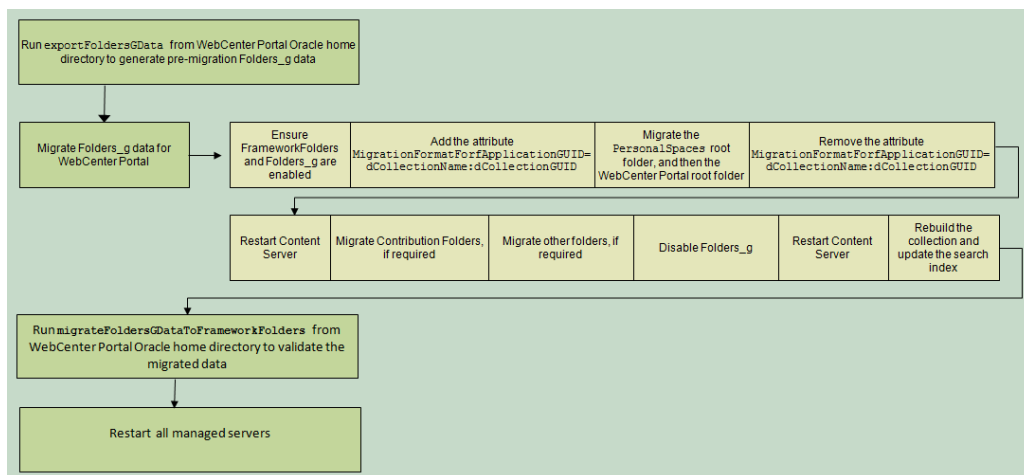 Run exportFoldersGData from WebCenter Portal Oracle home
directory to generate pre-migration Folders_g data
Migrate Folders_g data for
WebCenter Portal
Ensure
FrameworkFolders
and Folders_g are
enabled
Add the attribute
MigrationFormatForfApplicationGUID=
dCollectionName:dCollectionGUID
Migrate the
PersonalSpaces root
folder, and then the
WebCenter Portal root folder
Remove the attribute
MigrationFormatForfApplicationGUID=
dCollectionName:dCollectionGUID
Restart Content
Server
Migrate Contribution Folders,
if required
Migrate other folders, if
required
Disable Folders_g
Restart Content
Server
Rebuild the
collection and
update the search
index
Run migrateFoldersGDataToFrameworkFolders from
WebCenter Portal Oracle home directory to validate the
migrated data
Restart all managed servers